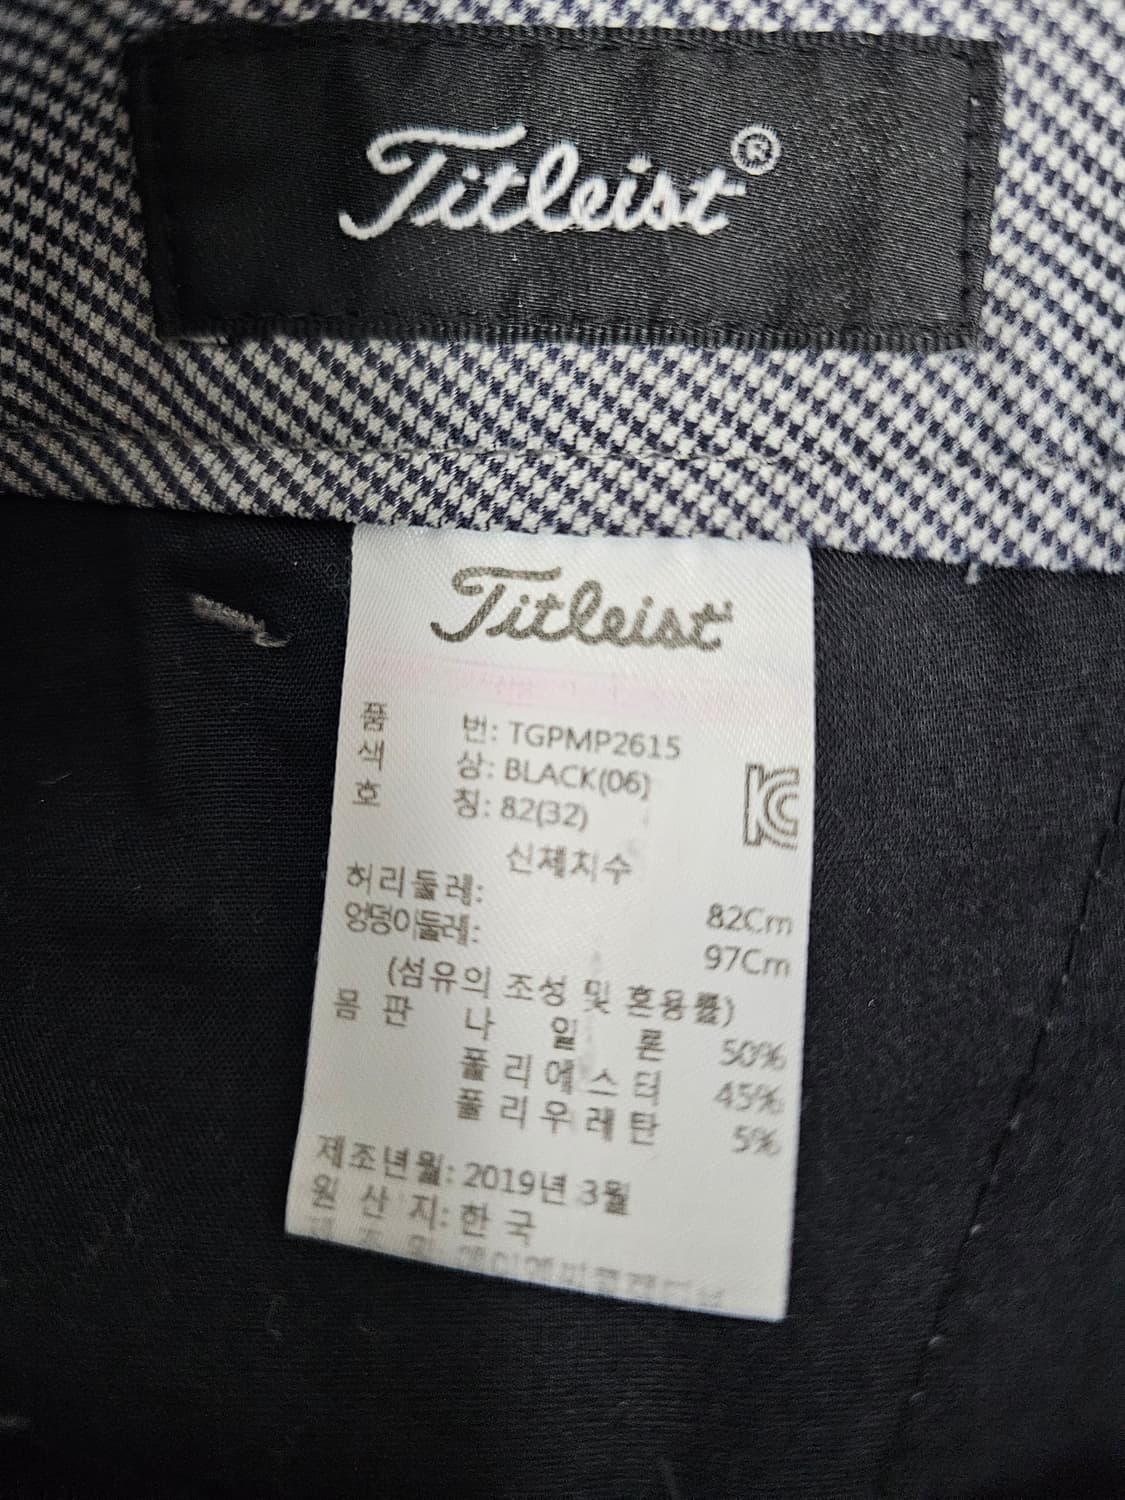 Titleist®
Titleist
품 번: TGPMP2615
색 상: BLACK(06)
호 칭: 82(32)
신체치수
허리둘레: 82Cm
엉덩이둘레: 97Cm
(섬유의 조성 및 혼용률)
몸 판 나 일 론 50%
폴 리 에 스 터 45%
폴 리 우 레 탄 5%
제조년월: 2019년 3월
원 산 지: 한 국
제 조 원